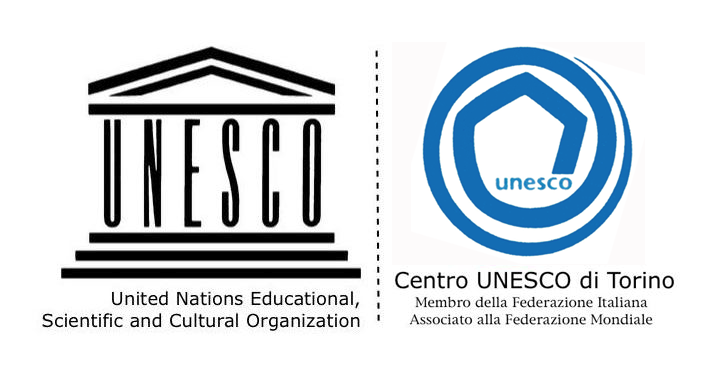 UNESCO
United Nations Educational,
Scientific and Cultural Organization
unesco
Centro UNESCO di Torino
Membro della Federazione Italiana
Associato alla Federazione Mondiale